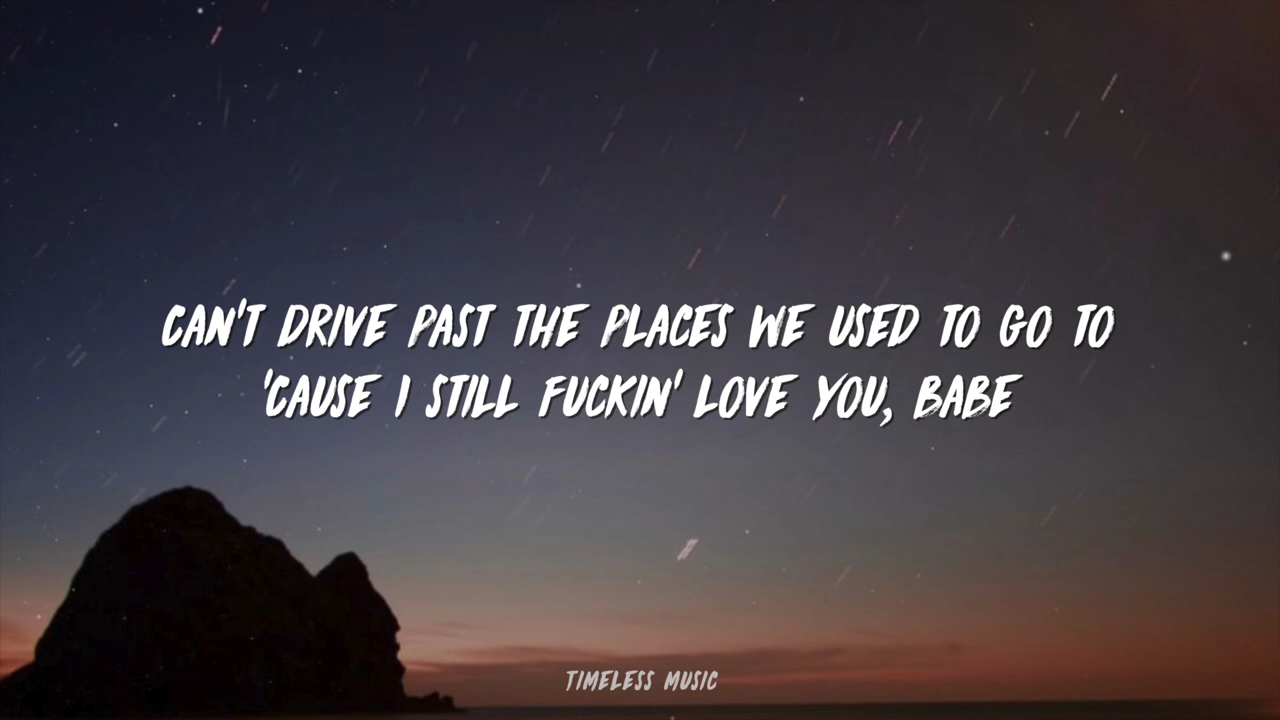 CAN'T DRIVE PAST THE PLACES WE USED TO GO TO
'CAUSE I STILL FUCKIN' LOVE YOU, BABE
TIMELESS MUSIC